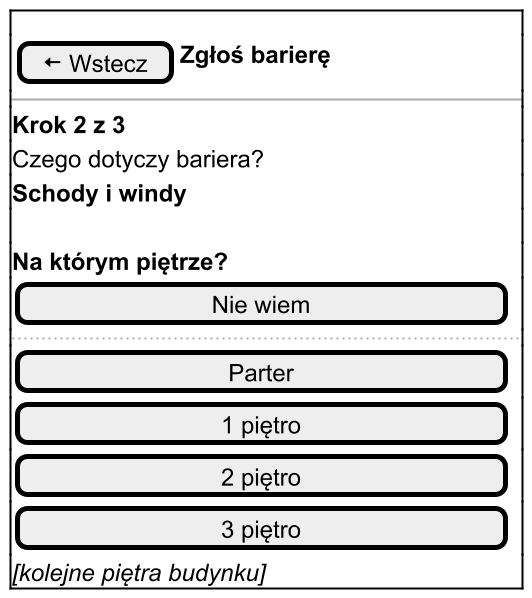 ← Wstecz Zgłoś barierę
Krok 2 z 3
Czego dotyczy bariera?
Schody i windy
Na którym piętrze?
Nie wiem
Parter
1 piętro
2 piętro
3 piętro
[kolejne piętra budynku]